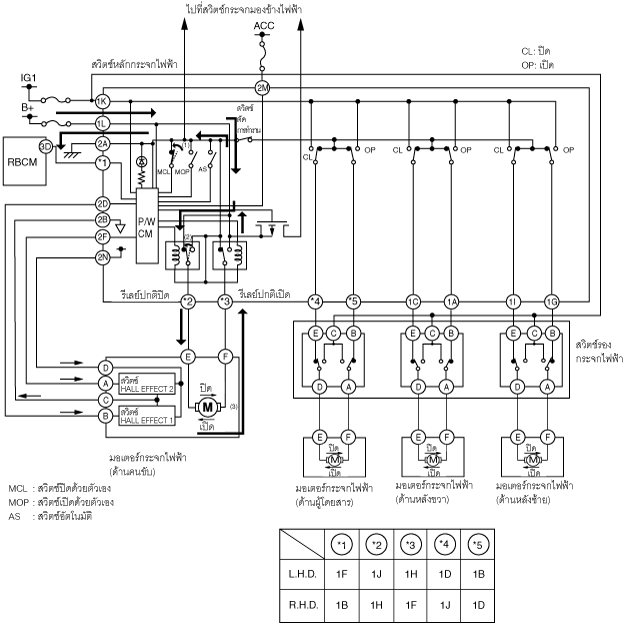 ไปที่สวิตช์กระจกมองข้างไฟฟ้า
ACC
CL: ปิด
OP: เปิด
สวิตช์หลักกระจกไฟฟ้า
IG1
B+
1K
2M
1L
สวิตช์
ตัด
การทำงาน
2A
RBCM
3D
*1
(1)
MCL
MOP
AS
CL
OP
CL
OP
CL
OP
2D
2B
2F
2N
P/W
CM
(2)
รีเลย์ปกติปิด
*2
*3
รีเลย์ปกติเปิด
*4
*5
1C
1A
1I
1G
E
C
B
E
C
B
E
C
B
สวิตช์รอง
กระจกไฟฟ้า
D
A
D
A
D
A
E
F
D
A
C
B
สวิตช์
HALL EFFECT 2
สวิตช์
HALL EFFECT 1
ปิด
M
(3)
เปิด
E
F
ปิด
M
เปิด
E
F
ปิด
M
เปิด
E
F
ปิด
M
เปิด
มอเตอร์กระจกไฟฟ้า
(ด้านคนขับ)
มอเตอร์กระจกไฟฟ้า
(ด้านผู้โดยสาร)
มอเตอร์กระจกไฟฟ้า
(ด้านหลังขวา)
มอเตอร์กระจกไฟฟ้า
(ด้านหลังซ้าย)
MCL : สวิตช์ปิดด้วยตัวเอง
MOP : สวิตช์เปิดด้วยตัวเอง
AS : สวิตช์อัตโนมัติ
*1 *2 *3 *4 *5
L.H.D. 1F 1J 1H 1D 1B
R.H.D. 1B 1H 1F 1J 1D